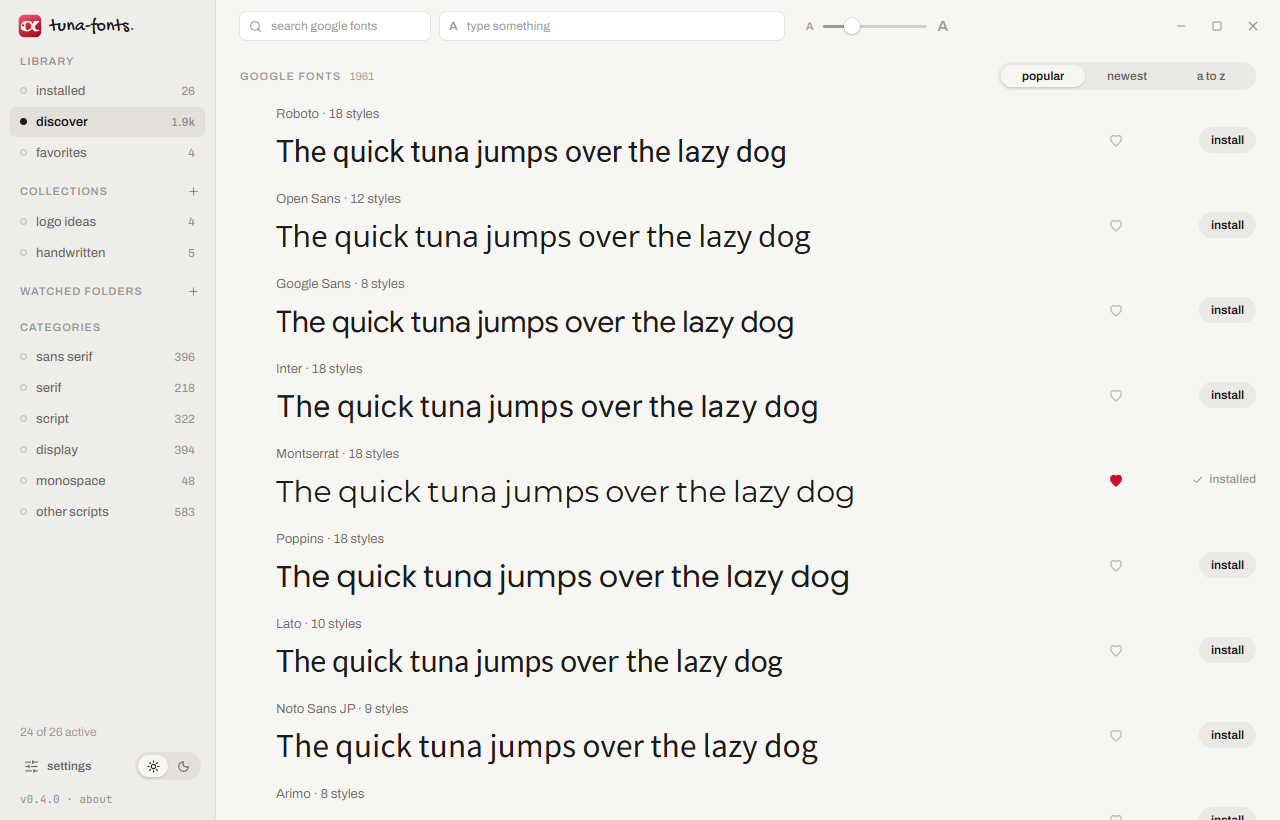 tuna-fonts.
search google fonts
A type something
A A
LIBRARY
installed 26
discover 1.9k
favorites 4
COLLECTIONS +
logo ideas 4
handwritten 5
WATCHED FOLDERS +
CATEGORIES
sans serif 396
serif 218
script 322
display 394
monospace 48
other scripts 583
24 of 26 active
settings
v0.4.0 · about
GOOGLE FONTS 1961
popular newest a to z
Roboto · 18 styles
The quick tuna jumps over the lazy dog
install
Open Sans · 12 styles
The quick tuna jumps over the lazy dog
install
Google Sans · 8 styles
The quick tuna jumps over the lazy dog
install
Inter · 18 styles
The quick tuna jumps over the lazy dog
install
Montserrat · 18 styles
The quick tuna jumps over the lazy dog
installed
Poppins · 18 styles
The quick tuna jumps over the lazy dog
install
Lato · 10 styles
The quick tuna jumps over the lazy dog
install
Noto Sans JP · 9 styles
The quick tuna jumps over the lazy dog
install
Arimo · 8 styles
install